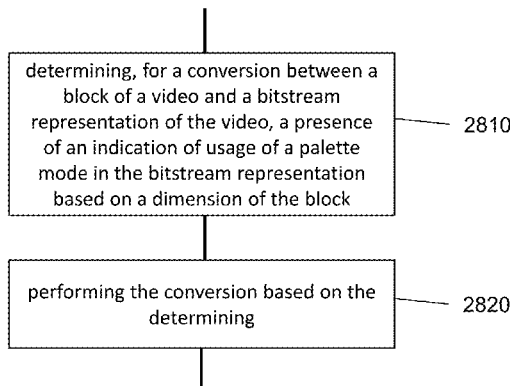 determining, for a conversion between a
block of a video and a bitstream
representation of the video, a presence
of an indication of usage of a palette
mode in the bitstream representation
based on a dimension of the block
2810
performing the conversion based on the
determining
2820